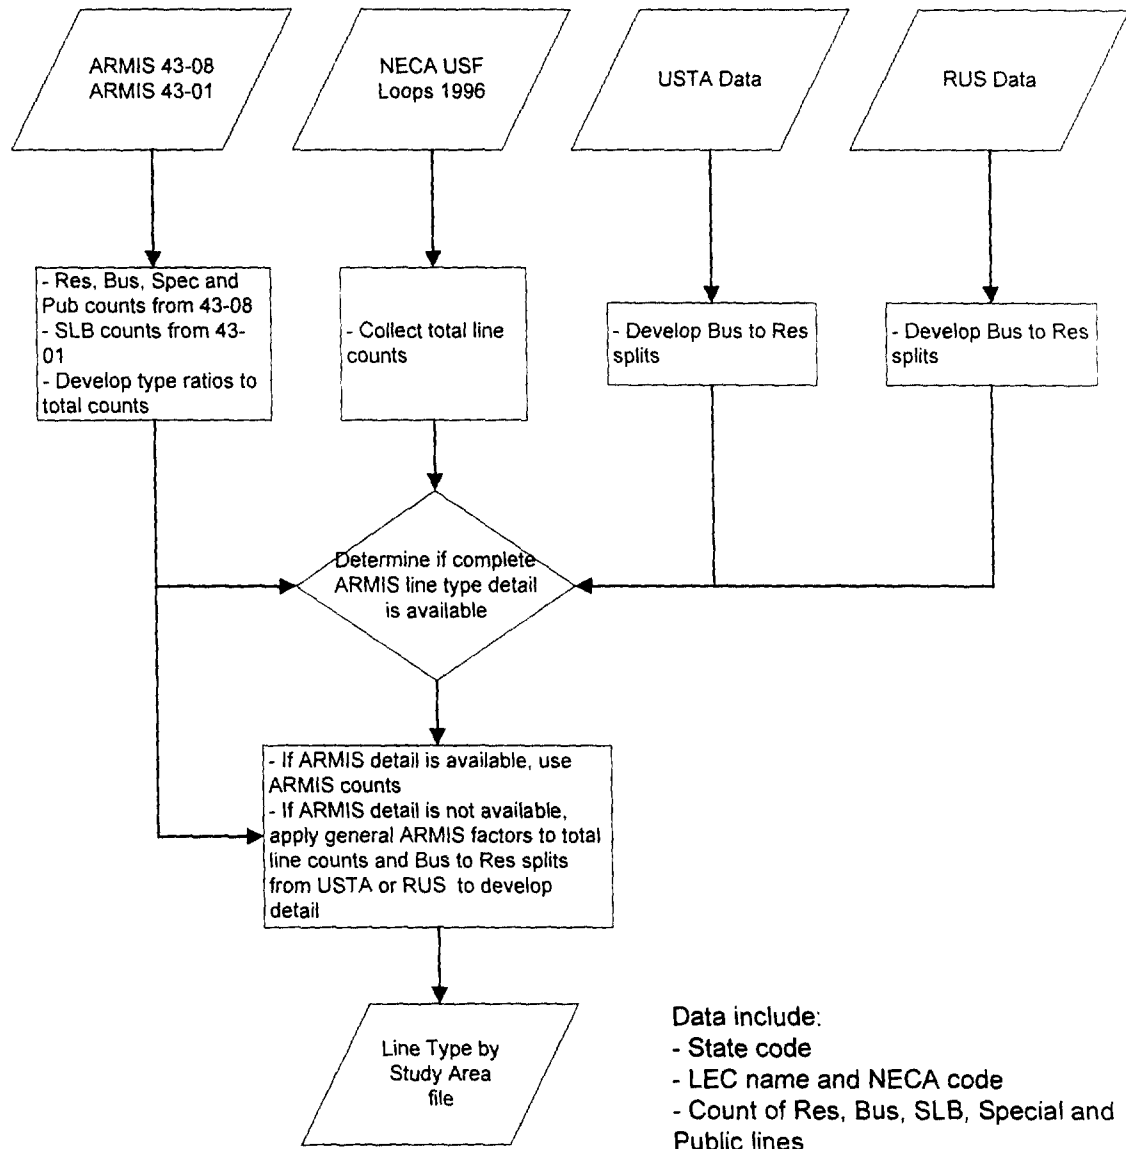 ARMIS 43-08
ARMIS 43-01
NECA USF
Loops 1996
USTA Data
RUS Data
- Res, Bus, Spec and
Pub counts from 43-08
- SLB counts from 43-
01
- Develop type ratios to
total counts
- Collect total line
counts
- Develop Bus to Res
splits
- Develop Bus to Res
splits
Determine if complete
ARMIS line type detail
is available
- If ARMIS detail is available, use
ARMIS counts
- If ARMIS detail is not available,
apply general ARMIS factors to total
line counts and Bus to Res splits
from USTA or RUS to develop
detail
Line Type by
Study Area
file
Data include:
- State code
- LEC name and NECA code
- Count of Res, Bus, SLB, Special and
Public lines